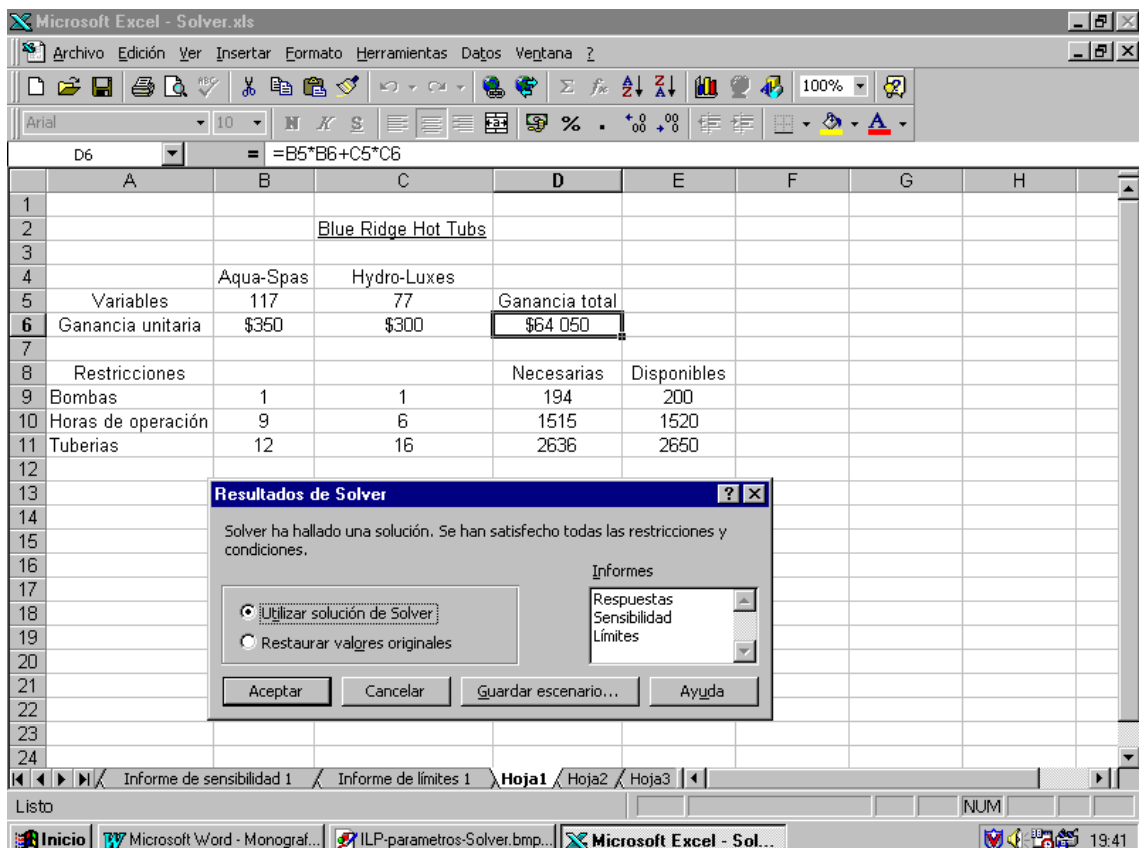 Microsoft Excel - Solver.xls
Archivo Edición Ver Insertar Formato Herramientas Datos Ventana ?
ABC Σ fx 100%
Arial 10 N K S %
D6 = =B5*B6+C5*C6
A B C D E F G H
1
2 Blue Ridge Hot Tubs
3
4 Aqua-Spas Hydro-Luxes
5 Variables 117 77 Ganancia total
6 Ganancia unitaria $350 $300 $64 050
7
8 Restricciones Necesarias Disponibles
9 Bombas 1 1 194 200
10 Horas de operación 9 6 1515 1520
11 Tuberias 12 16 2636 2650
12
13
14
15
16
17
18
19
20
21
22
23
24
Resultados de Solver
Solver ha hallado una solución. Se han satisfecho todas las restricciones y
condiciones.
Informes
Utilizar solución de Solver
Restaurar valores originales
Respuestas
Sensibilidad
Límites
Aceptar Cancelar Guardar escenario... Ayuda
Informe de sensibilidad 1 Informe de límites 1 Hoja1 Hoja2 Hoja3
Listo NUM
Inicio Microsoft Word - Monograf... ILP-parametros-Solver.bmp... Microsoft Excel - Sol... 19:41